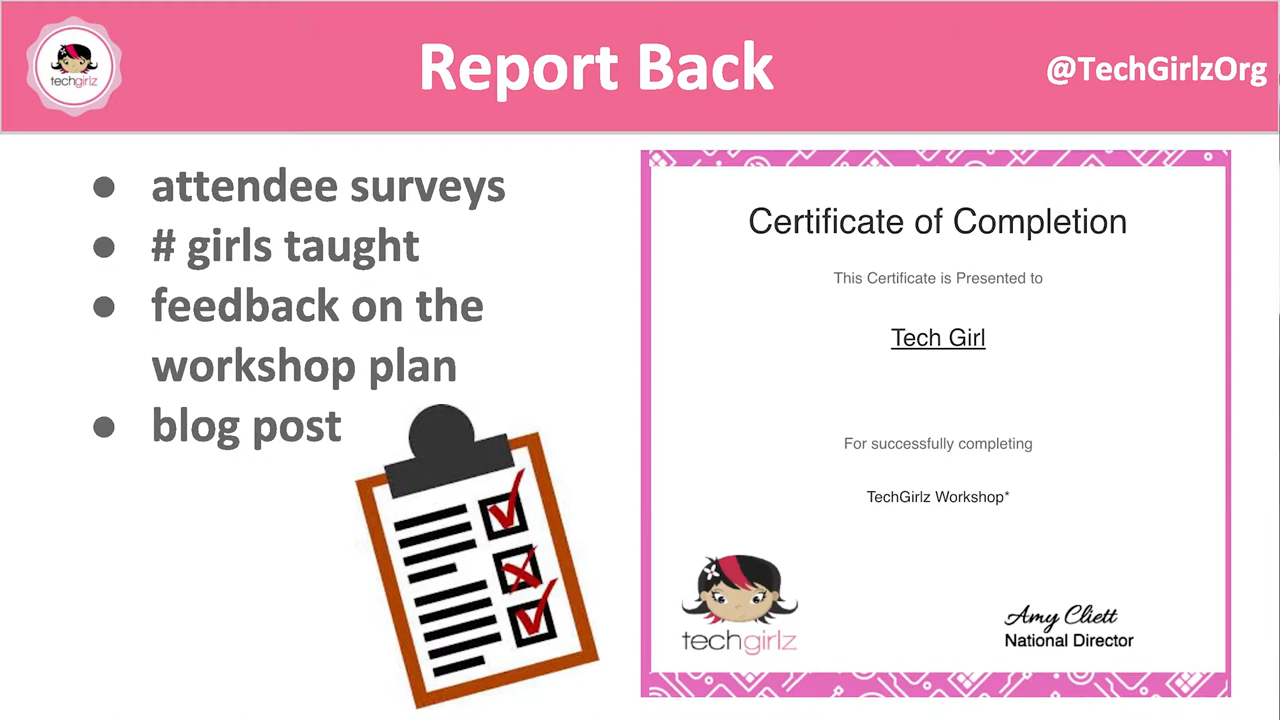 techgirlz
Report Back
@TechGirlzOrg
● attendee surveys
● # girls taught
● feedback on the
workshop plan
● blog post
Certificate of Completion
This Certificate is Presented to
Tech Girl
For successfully completing
TechGirlz Workshop*
techgirlz
Amy Cliett
National Director